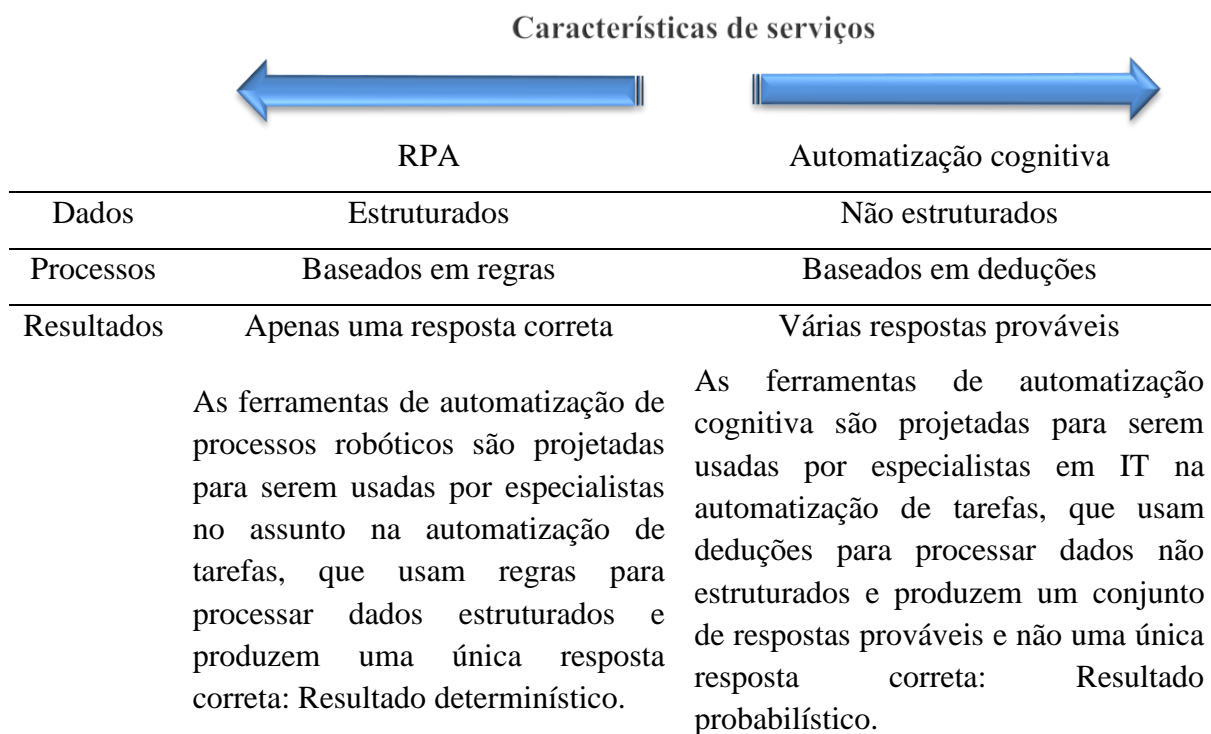 Características de serviços
RPA Automatização cognitiva
Dados Estruturados Não estruturados
Processos Baseados em regras Baseados em deduções
Resultados Apenas uma resposta correta Várias respostas prováveis
As ferramentas de automatização de
processos robóticos são projetadas
para serem usadas por especialistas
no assunto na automatização de
tarefas, que usam regras para
processar dados estruturados e
produzem uma única resposta
correta: Resultado determinístico.
As ferramentas de automatização
cognitiva são projetadas para serem
usadas por especialistas em IT na
automatização de tarefas, que usam
deduções para processar dados não
estruturados e produzem um conjunto
de respostas prováveis e não uma única
resposta correta: Resultado
probabilístico.